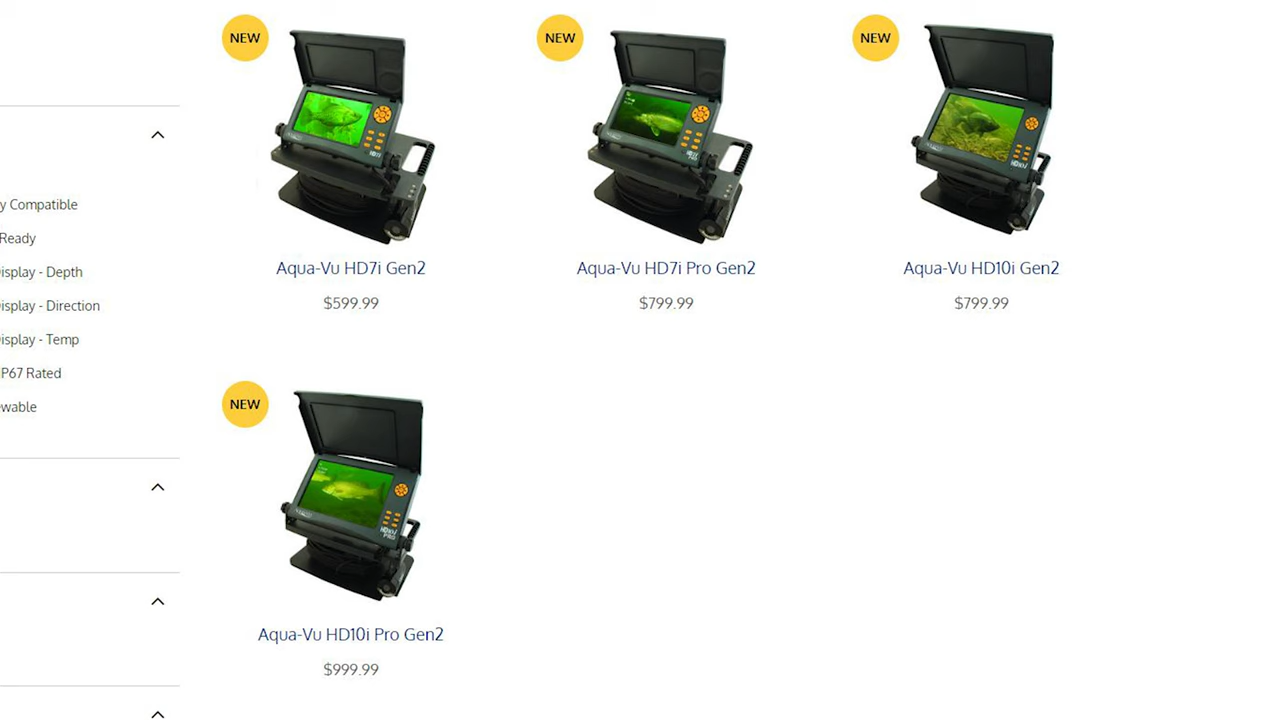 NEW
NEW
NEW
y Compatible
Ready
isplay - Depth
isplay - Direction
isplay - Temp
P67 Rated
wable
Aqua-Vu HD7i Gen2
$599.99
Aqua-Vu HD7i Pro Gen2
$799.99
Aqua-Vu HD10i Gen2
$799.99
NEW
Aqua-Vu HD10i Pro Gen2
$999.99